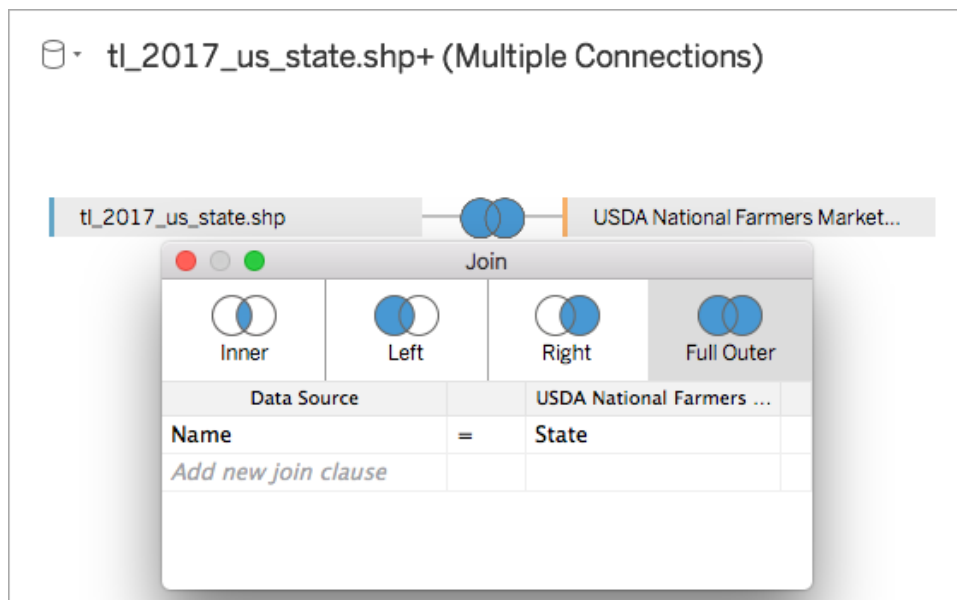 tl_2017_us_state.shp+ (Multiple Connections)
tl_2017_us_state.shp USDA National Farmers Market...
Join
Inner Left Right Full Outer
Data Source USDA National Farmers ...
Name = State
Add new join clause